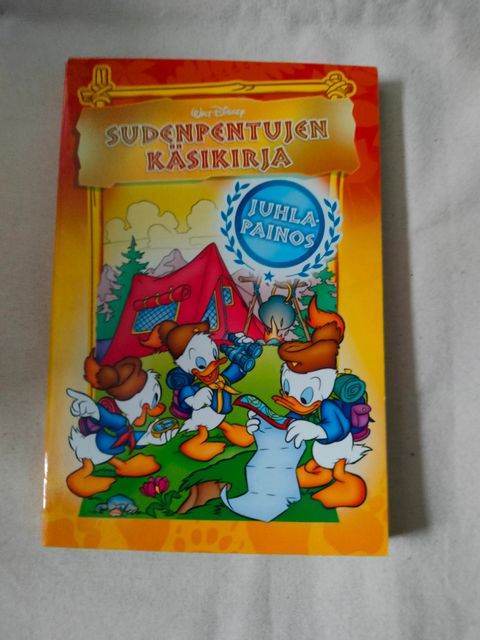 WALT DISNEY
SUDENPENTUJEN
KÄSIKIRJA
JUHLA-
PAINOS